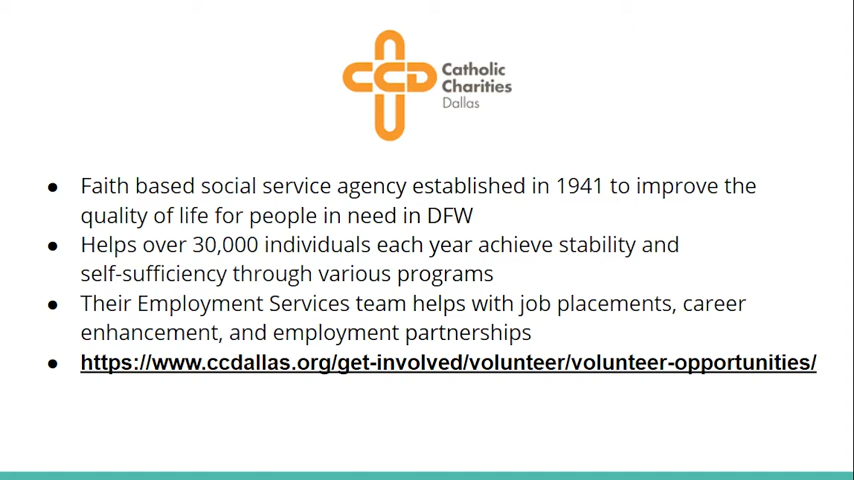 CCD
Catholic
Charities
Dallas
● Faith based social service agency established in 1941 to improve the
quality of life for people in need in DFW
● Helps over 30,000 individuals each year achieve stability and
self-sufficiency through various programs
● Their Employment Services team helps with job placements, career
enhancement, and employment partnerships
● https://www.ccdallas.org/get-involved/volunteer/volunteer-opportunities/